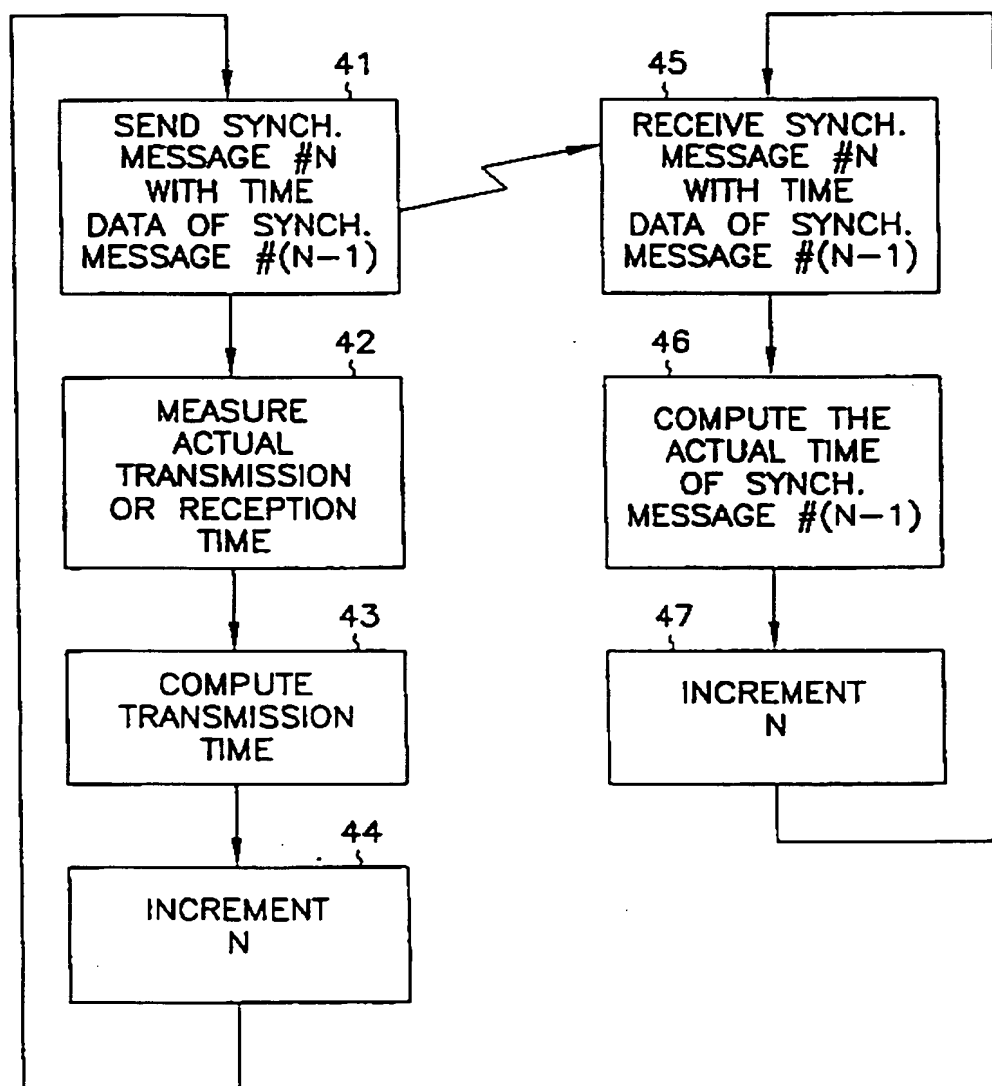 41
SEND SYNCH.
MESSAGE #N
WITH TIME
DATA OF SYNCH.
MESSAGE #(N-1)
42
MEASURE
ACTUAL
TRANSMISSION
OR RECEPTION
TIME
43
COMPUTE
TRANSMISSION
TIME
44
INCREMENT
N
45
RECEIVE SYNCH.
MESSAGE #N
WITH TIME
DATA OF SYNCH.
MESSAGE #(N-1)
46
COMPUTE THE
ACTUAL TIME
OF SYNCH.
MESSAGE #(N-1)
47
INCREMENT
N